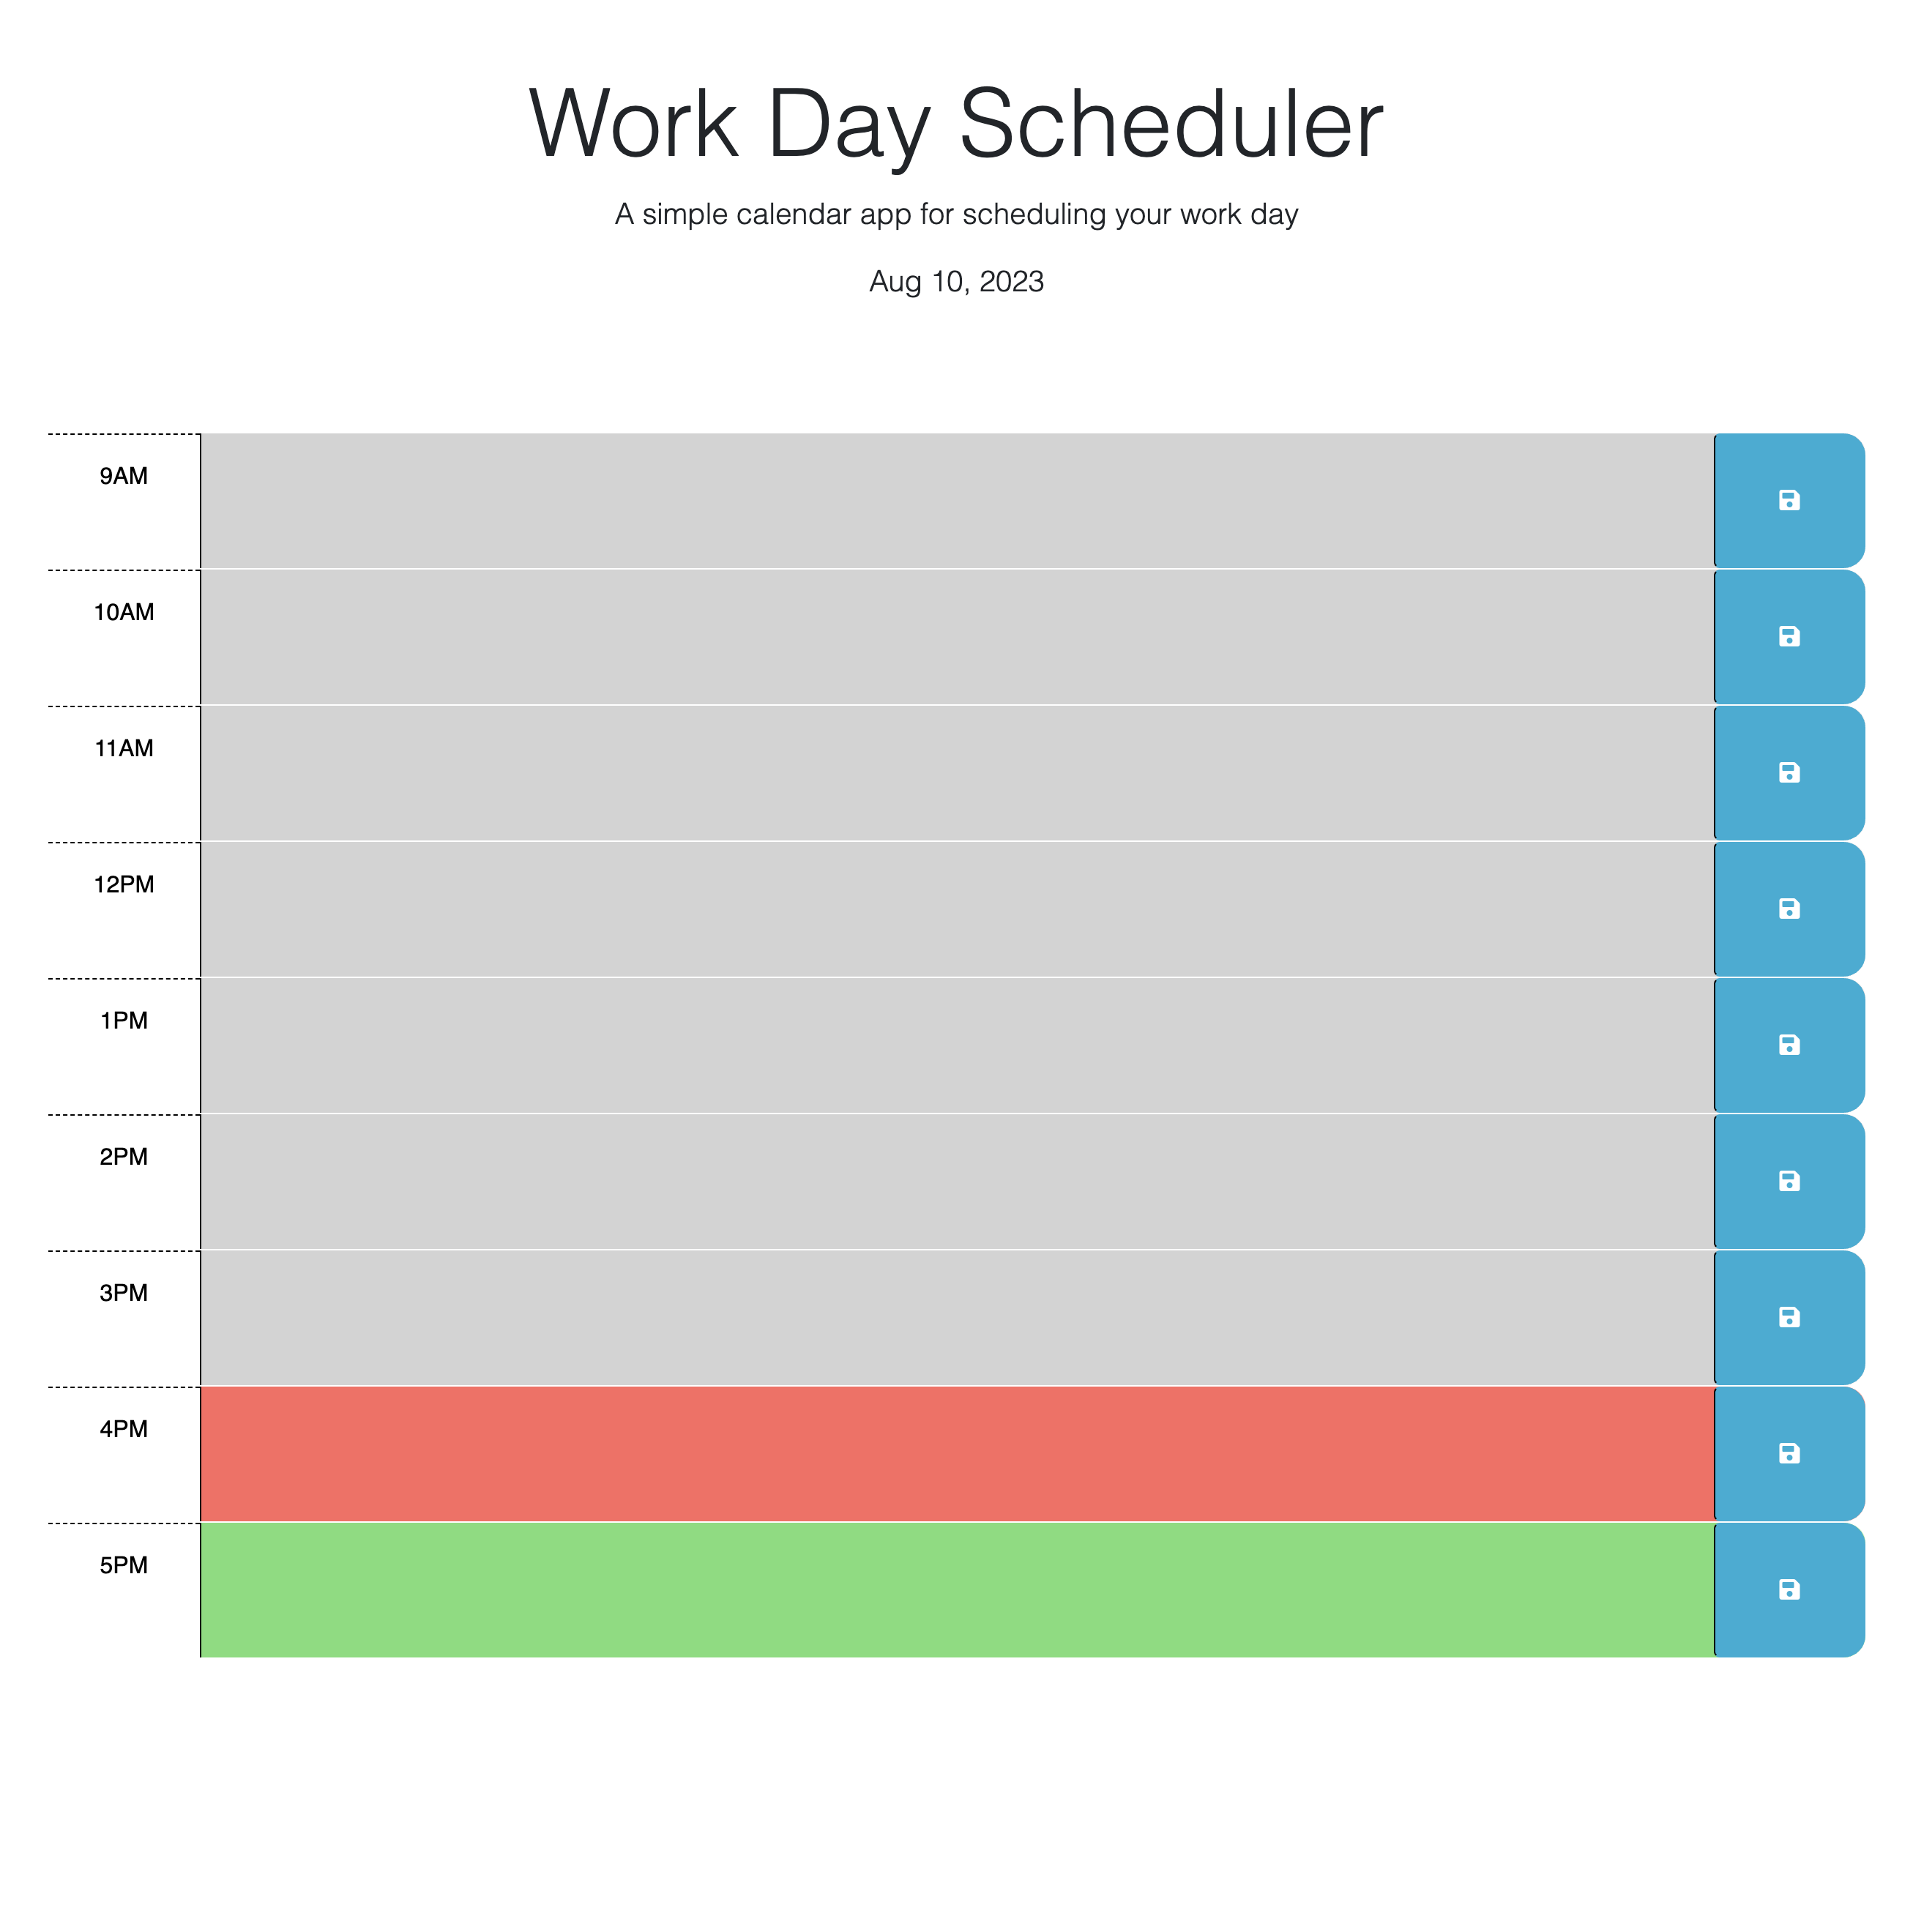 Work Day Scheduler
A simple calendar app for scheduling your work day
Aug 10, 2023
9AM
10AM
11AM
12PM
1PM
2PM
3PM
4PM
5PM